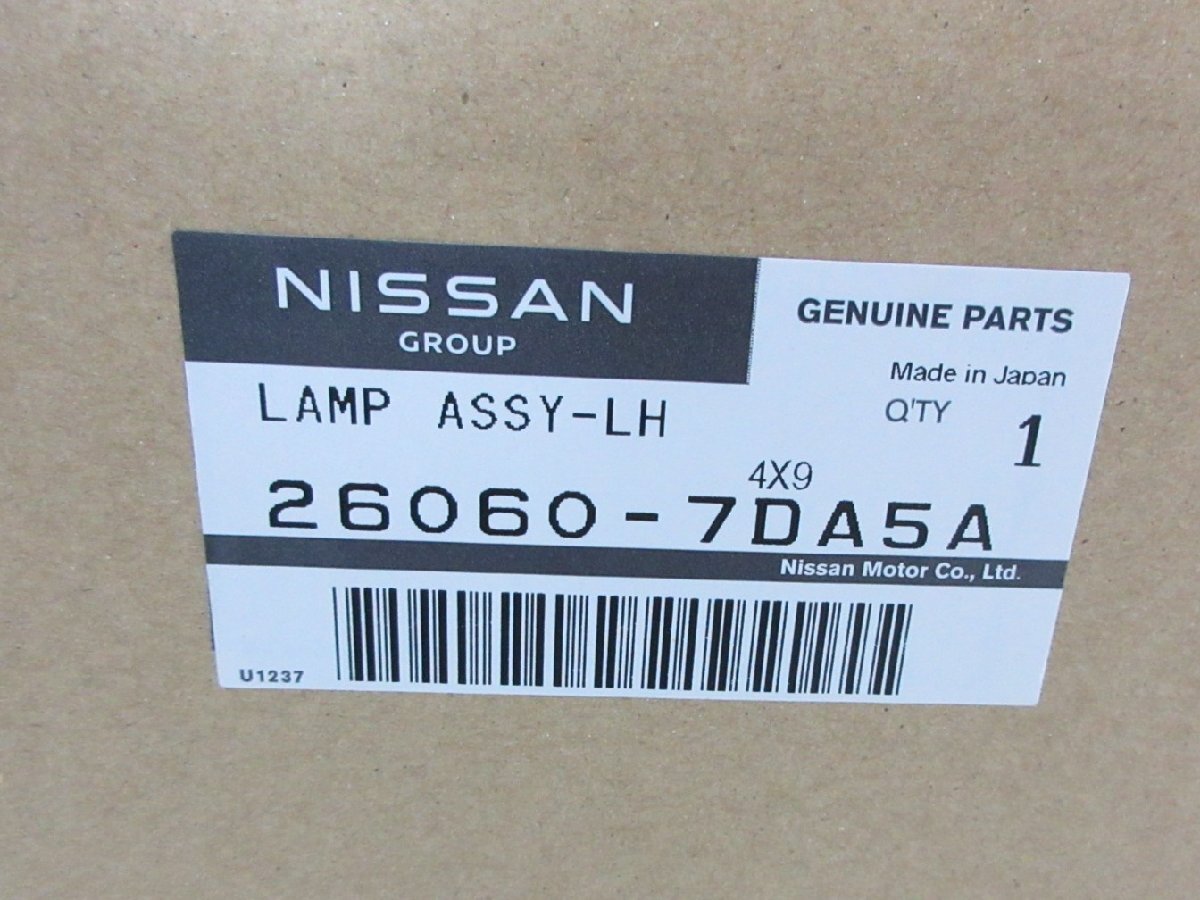 NISSAN
GROUP
GENUINE PARTS
Made in Japan
LAMP ASSY-LH
Q'TY 1
4X9
26060-7DA5A
Nissan Motor Co., Ltd.
U1237